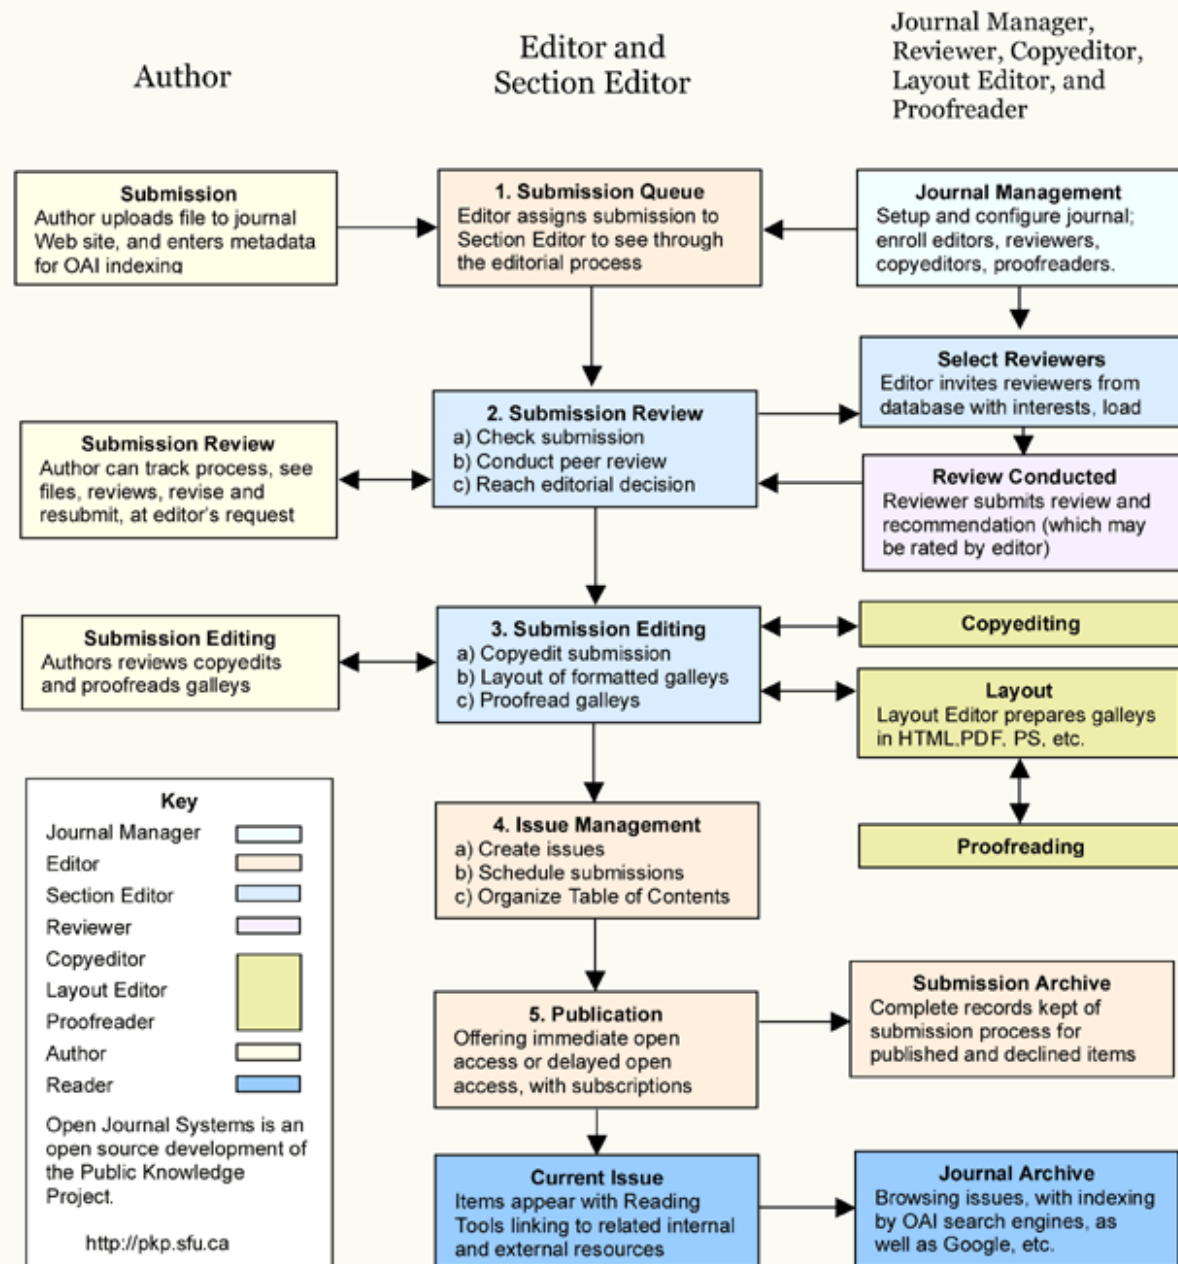 Author
Editor and
Section Editor
Journal Manager,
Reviewer, Copyeditor,
Layout Editor, and
Proofreader
Submission
Author uploads file to journal
Web site, and enters metadata
for OAI indexing
1. Submission Queue
Editor assigns submission to
Section Editor to see through
the editorial process
Journal Management
Setup and configure journal;
enroll editors, reviewers,
copyeditors, proofreaders.
Select Reviewers
Editor invites reviewers from
database with interests, load
Submission Review
Author can track process, see
files, reviews, revise and
resubmit, at editor's request
2. Submission Review
a) Check submission
b) Conduct peer review
c) Reach editorial decision
Review Conducted
Reviewer submits review and
recommendation (which may
be rated by editor)
Submission Editing
Authors reviews copyedits
and proofreads galleys
3. Submission Editing
a) Copyedit submission
b) Layout of formatted galleys
c) Proofread galleys
Copyediting
Layout
Layout Editor prepares galleys
in HTML,PDF, PS, etc.
Proofreading
Key
Journal Manager
Editor
Section Editor
Reviewer
Copyeditor
Layout Editor
Proofreader
Author
Reader
Open Journal Systems is an
open source development of
the Public Knowledge
Project.
http://pkp.sfu.ca
4. Issue Management
a) Create issues
b) Schedule submissions
c) Organize Table of Contents
5. Publication
Offering immediate open
access or delayed open
access, with subscriptions
Submission Archive
Complete records kept of
submission process for
published and declined items
Current Issue
Items appear with Reading
Tools linking to related internal
and external resources
Journal Archive
Browsing issues, with indexing
by OAI search engines, as
well as Google, etc.